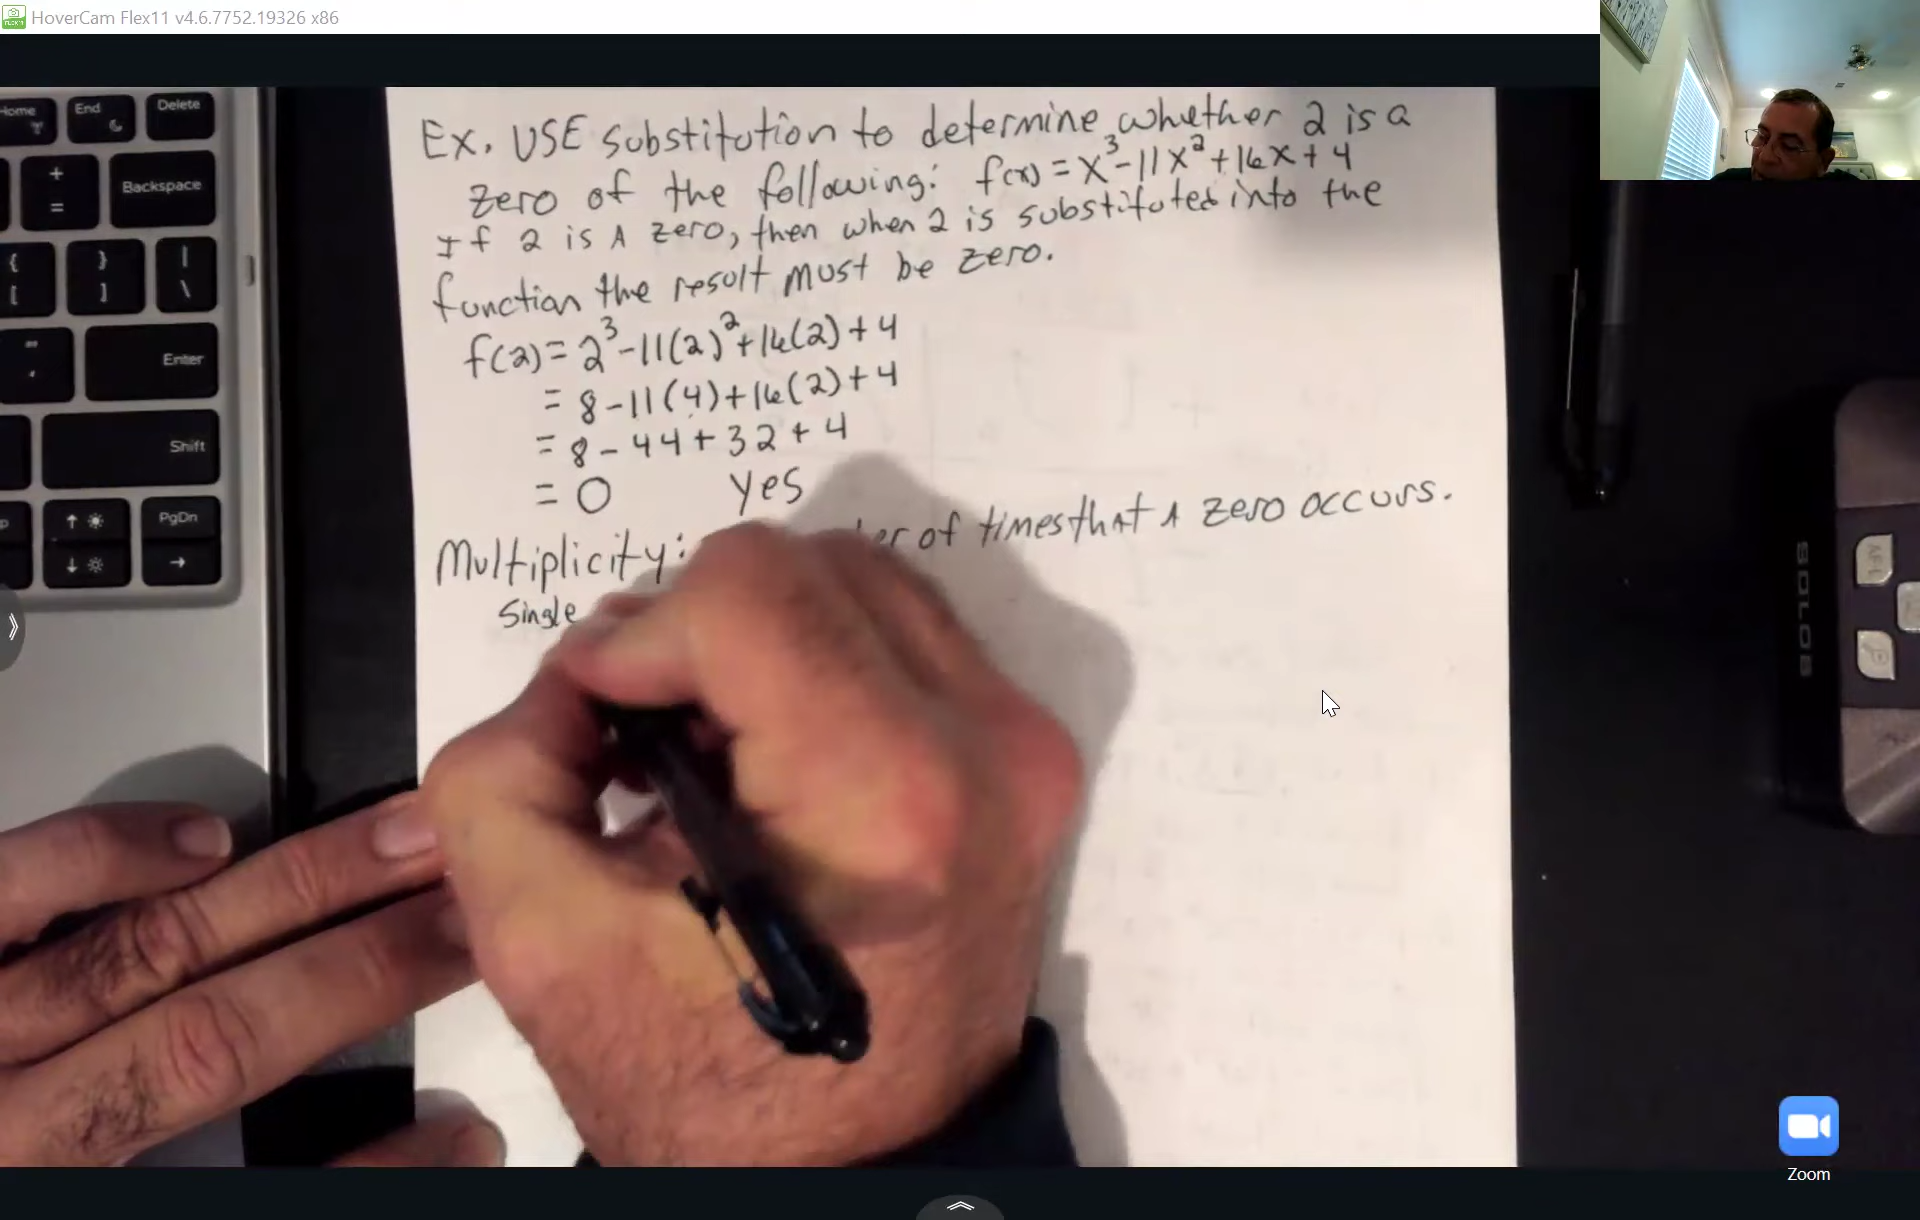 HoverCam Flex11 v4.6.7752.19326 x86
Home End Delete
+ = Backspace
{ [ } ] | \
" ' Enter
Shift
PgDn
Ex. USE substitution to determine whether 2 is a
zero of the following: f(x) = x³ - 11x² + 16x + 4
If 2 is A zero, then when 2 is substituted into the
function the result must be zero.
f(2) = 2³ - 11(2)² + 16(2) + 4
= 8 - 11(4) + 16(2) + 4
= 8 - 44 + 32 + 4
= 0 yes
Multiplicity: of times that A zero occurs.
Single
SOLO
Zoom